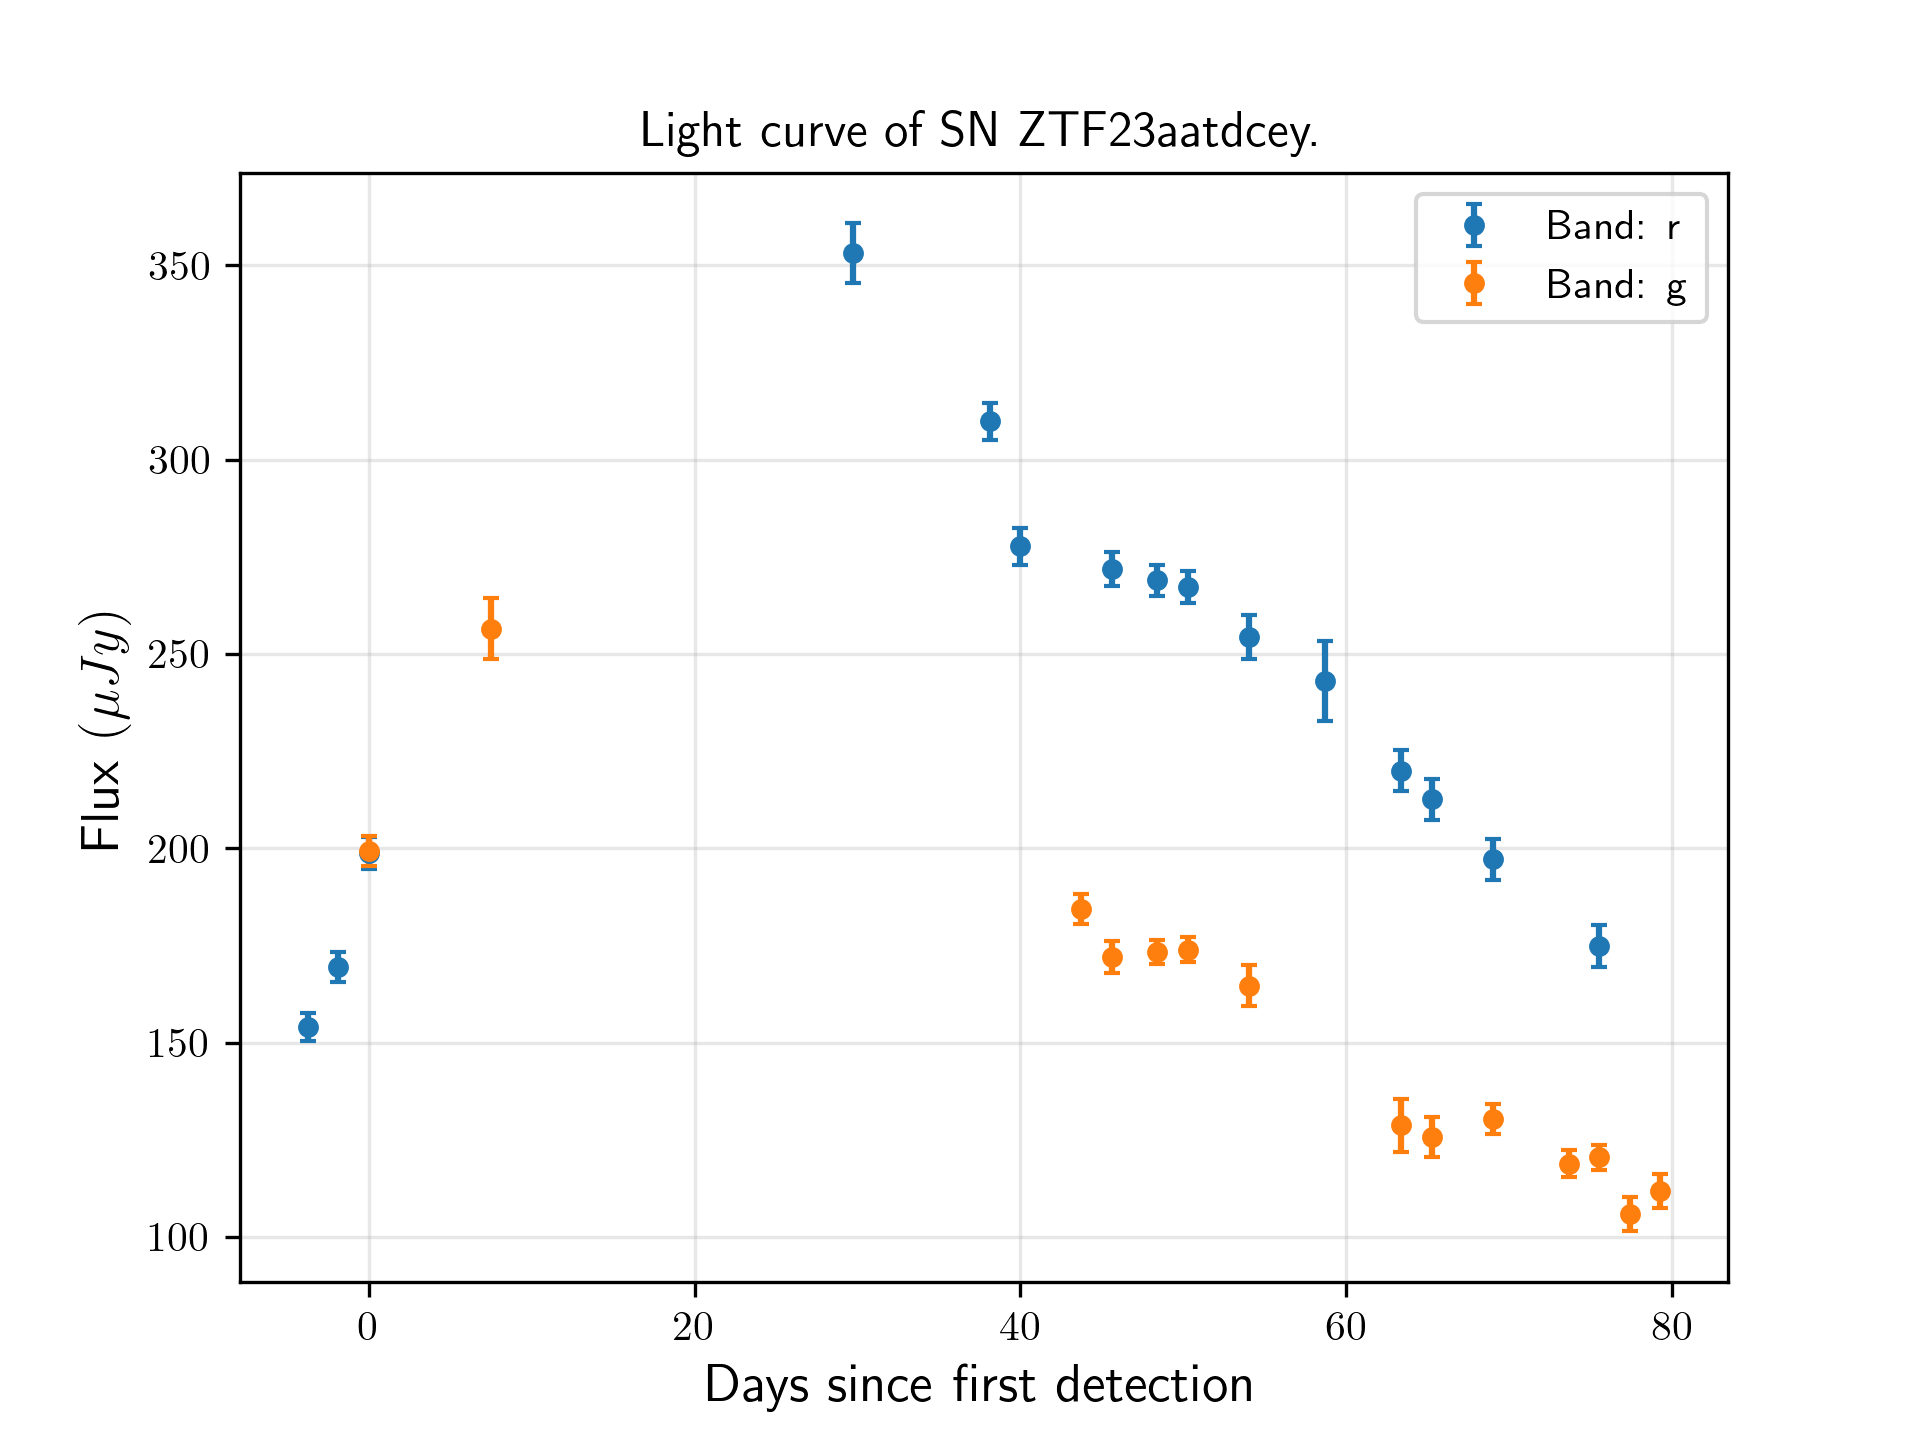 Light curve of SN ZTF23aatdcey.
Band: r
Band: g
350
300
250
200
150
100
Flux (μJy)
0 20 40 60 80
Days since first detection